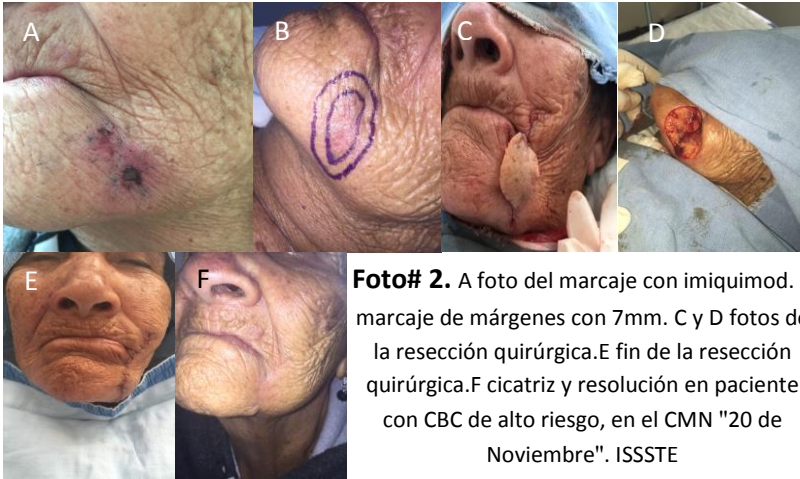 A
B
C
D
E
F
Foto# 2. A foto del marcaje con imiquimod.
marcaje de márgenes con 7mm. C y D fotos de
la resección quirúrgica.E fin de la resección
quirúrgica.F cicatriz y resolución en paciente
con CBC de alto riesgo, en el CMN "20 de
Noviembre". ISSSTE